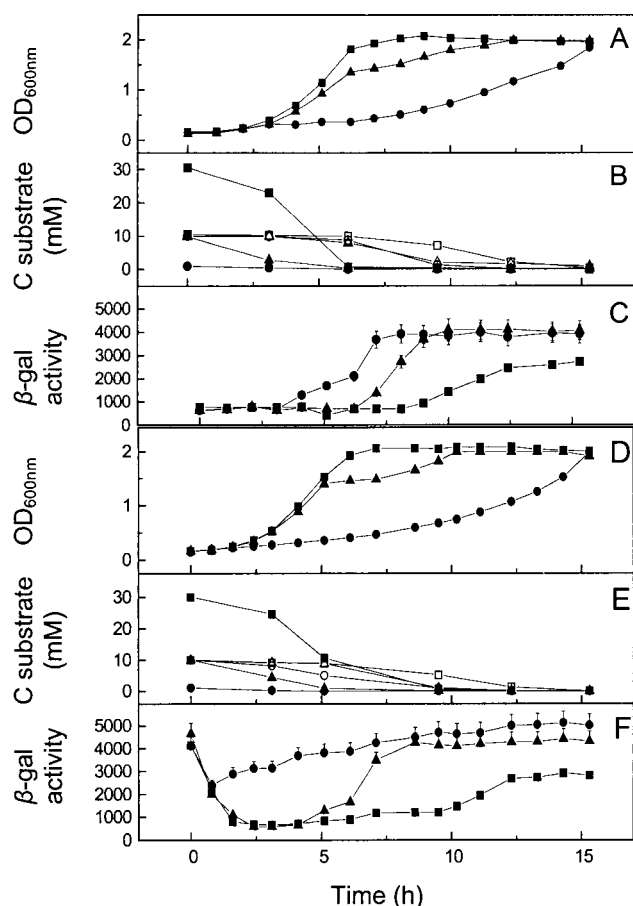 A
OD600nm
2
1
0
B
C substrate
(mM)
30
20
10
0
C
β-gal
activity
5000
4000
3000
2000
1000
0
D
OD600nm
2
1
0
E
C substrate
(mM)
30
20
10
0
F
β-gal
activity
5000
4000
3000
2000
1000
0
0 5 10 15
Time (h)